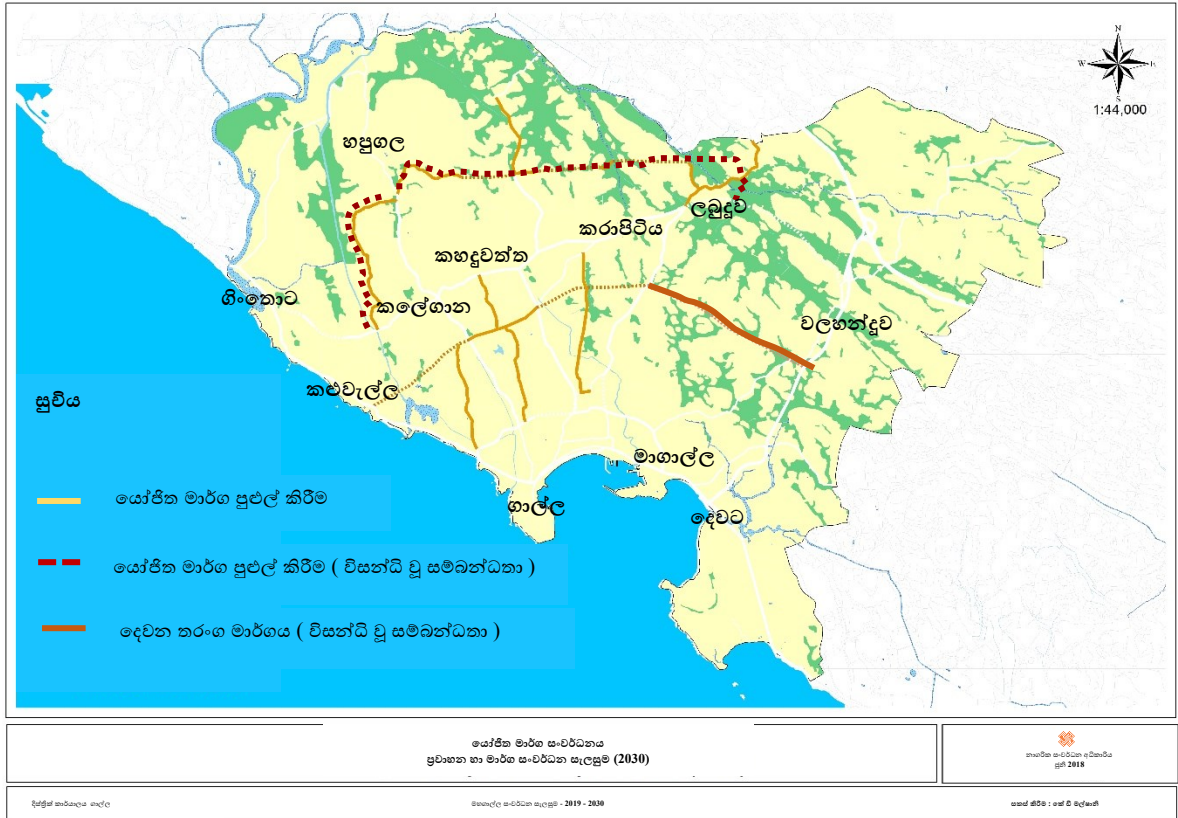 N
W
E
S
1:44,000
හපුගල
ලබුදූව
කරාපිටිය
කහදුවත්ත
ගිංතොට
කලේගාන
වලහන්දූව
කළුවැල්ල
සුචිය
මාගාල්ල
යෝජිත මාර්ග පුළුල් කිරීම
ගාල්ල
දෙවට
යෝජිත මාර්ග පුළුල් කිරීම ( විසන්ධි වූ සම්බන්ධතා )
දෙවන තරංග මාර්ගය ( විසන්ධි වූ සම්බන්ධතා )
යෝජිත මාර්ග සංවර්ධනය
ප්‍රවාහන හා මාර්ග සංවර්ධන සැලසුම (2030)
නාගරික සංවර්ධන අධිකාරිය
ජුනි 2018
දිස්ත්‍රික් කාර්යාලය ගාල්ල
මහගාල්ල සංවර්ධන සැලසුම - 2019 - 2030
සකස් කිරීම : කේ ඩී මල්ෂානි